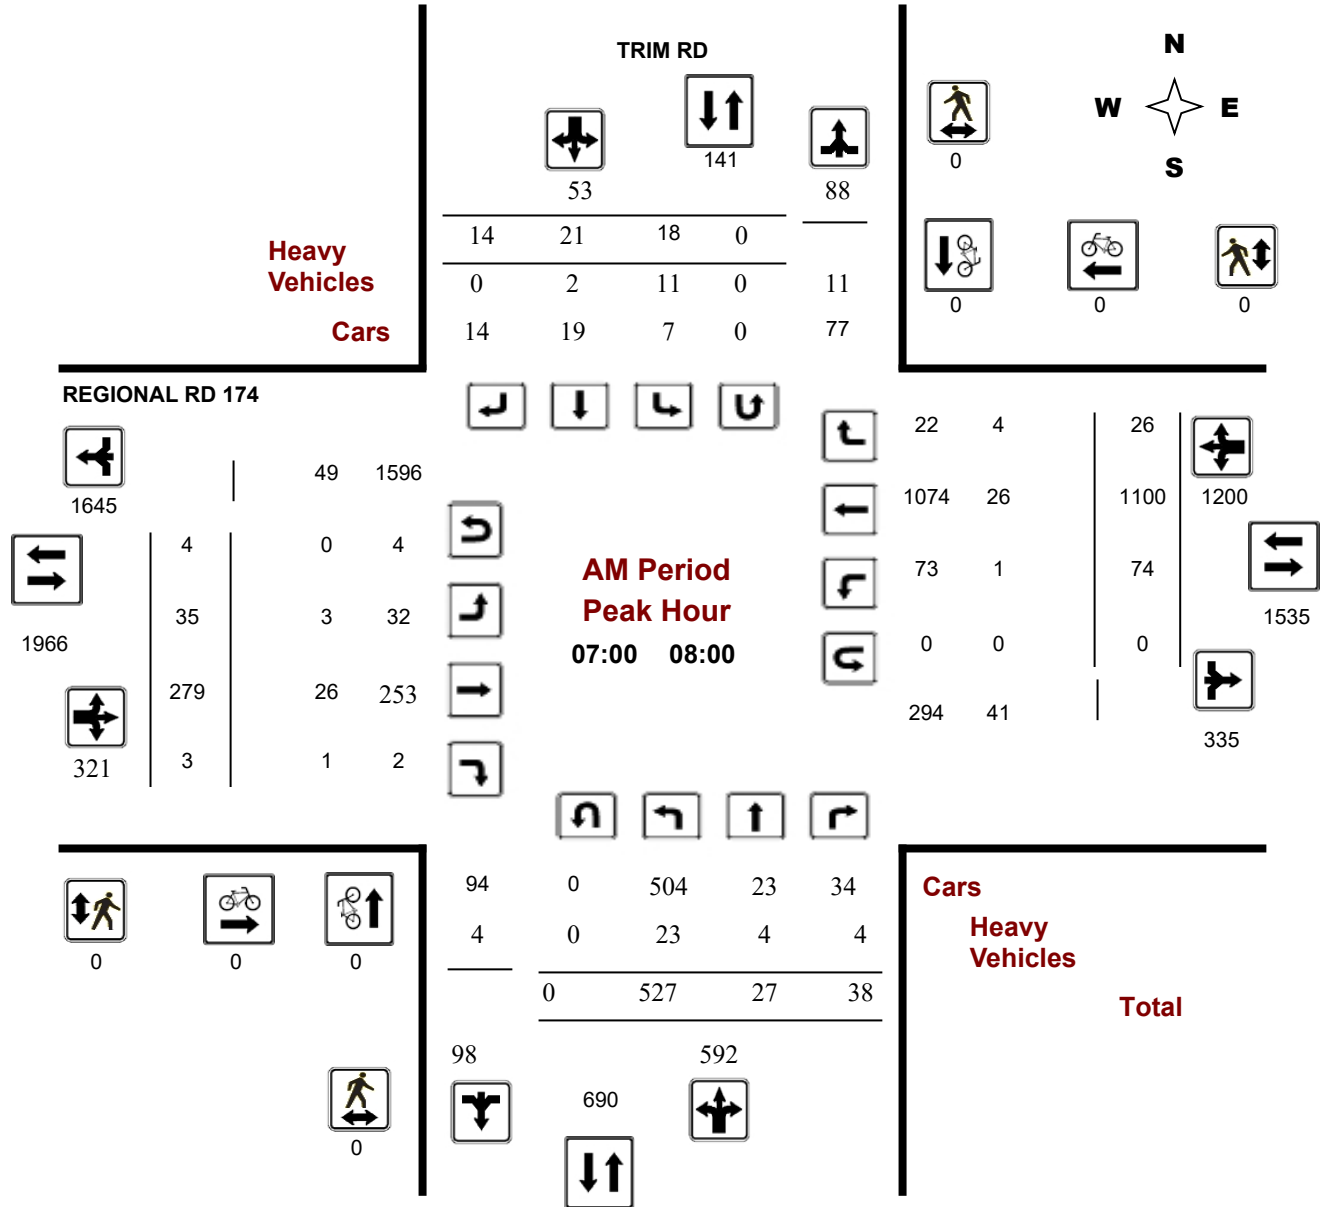 TRIM RD
N
W E
S
141
53
88
0
14 21 18 0
Heavy
Vehicles
0 2 11 0 11
0 0 0
Cars
14 19 7 0 77
REGIONAL RD 174
22 4 26
49 1596
1645
1074 26 1100 1200
4 0 4
AM Period
73 1 74
Peak Hour
35 3 32
1535
1966
07:00 08:00
0 0 0
279 26 253
294 41
335
321 3 1 2
94 0 504 23 34
Cars
4 0 23 4 4
Heavy
Vehicles
0 0 0
0 527 27 38
Total
98 592
690
0